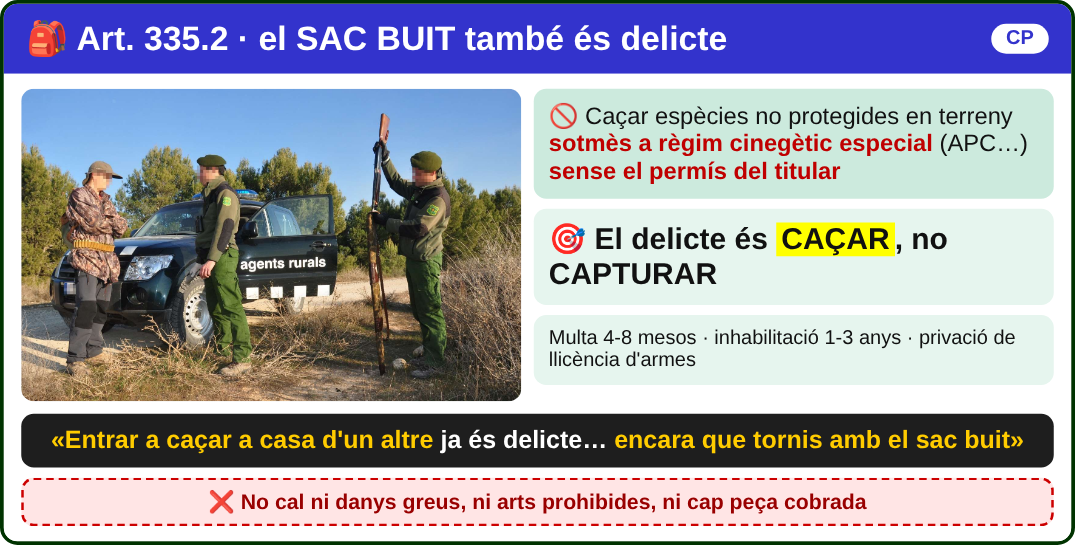 🎒 Art. 335.2 · el SAC BUIT també és delicte
CP
🚫 Caçar espècies no protegides en terreny
sotmès a règim cinegètic especial (APC…)
sense el permís del titular
agents rurals
🎯 El delicte és CAÇAR, no
CAPTURAR
Multa 4-8 mesos · inhabilitació 1-3 anys · privació de
llicència d'armes
«Entrar a caçar a casa d'un altre ja és delicte… encara que tornis amb el sac buit»
❌ No cal ni danys greus, ni arts prohibides, ni cap peça cobrada